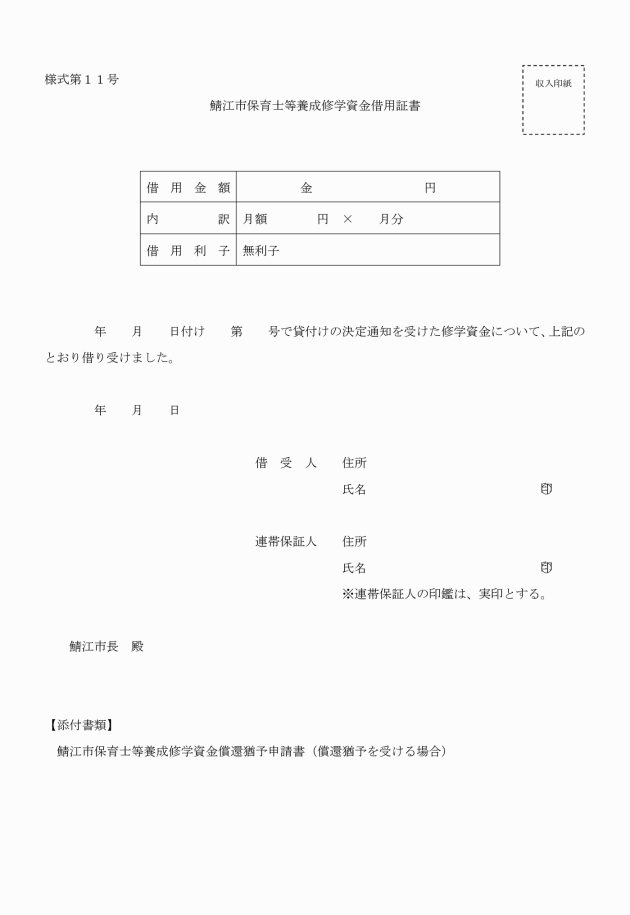 様式第１１号
収入印紙
鯖江市保育士等養成修学資金借用証書
借　用　金　額　　金　　　　　円
内　　　　　訳　月額　　　　円　×　　月分
借　用　利　子　無利子
年　　月　　日付け　　第　　号で貸付けの決定通知を受けた修学資金について、上記の
とおり借り受けました。
年　　月　　日
借　受　人　　住所
氏名　　　　　　　　　　　　　　㊞
連帯保証人　　住所
氏名　　　　　　　　　　　　　　㊞
※連帯保証人の印鑑は、実印とする。
鯖江市長　殿
【添付書類】
鯖江市保育士等養成修学資金償還猶予申請書（償還猶予を受ける場合）